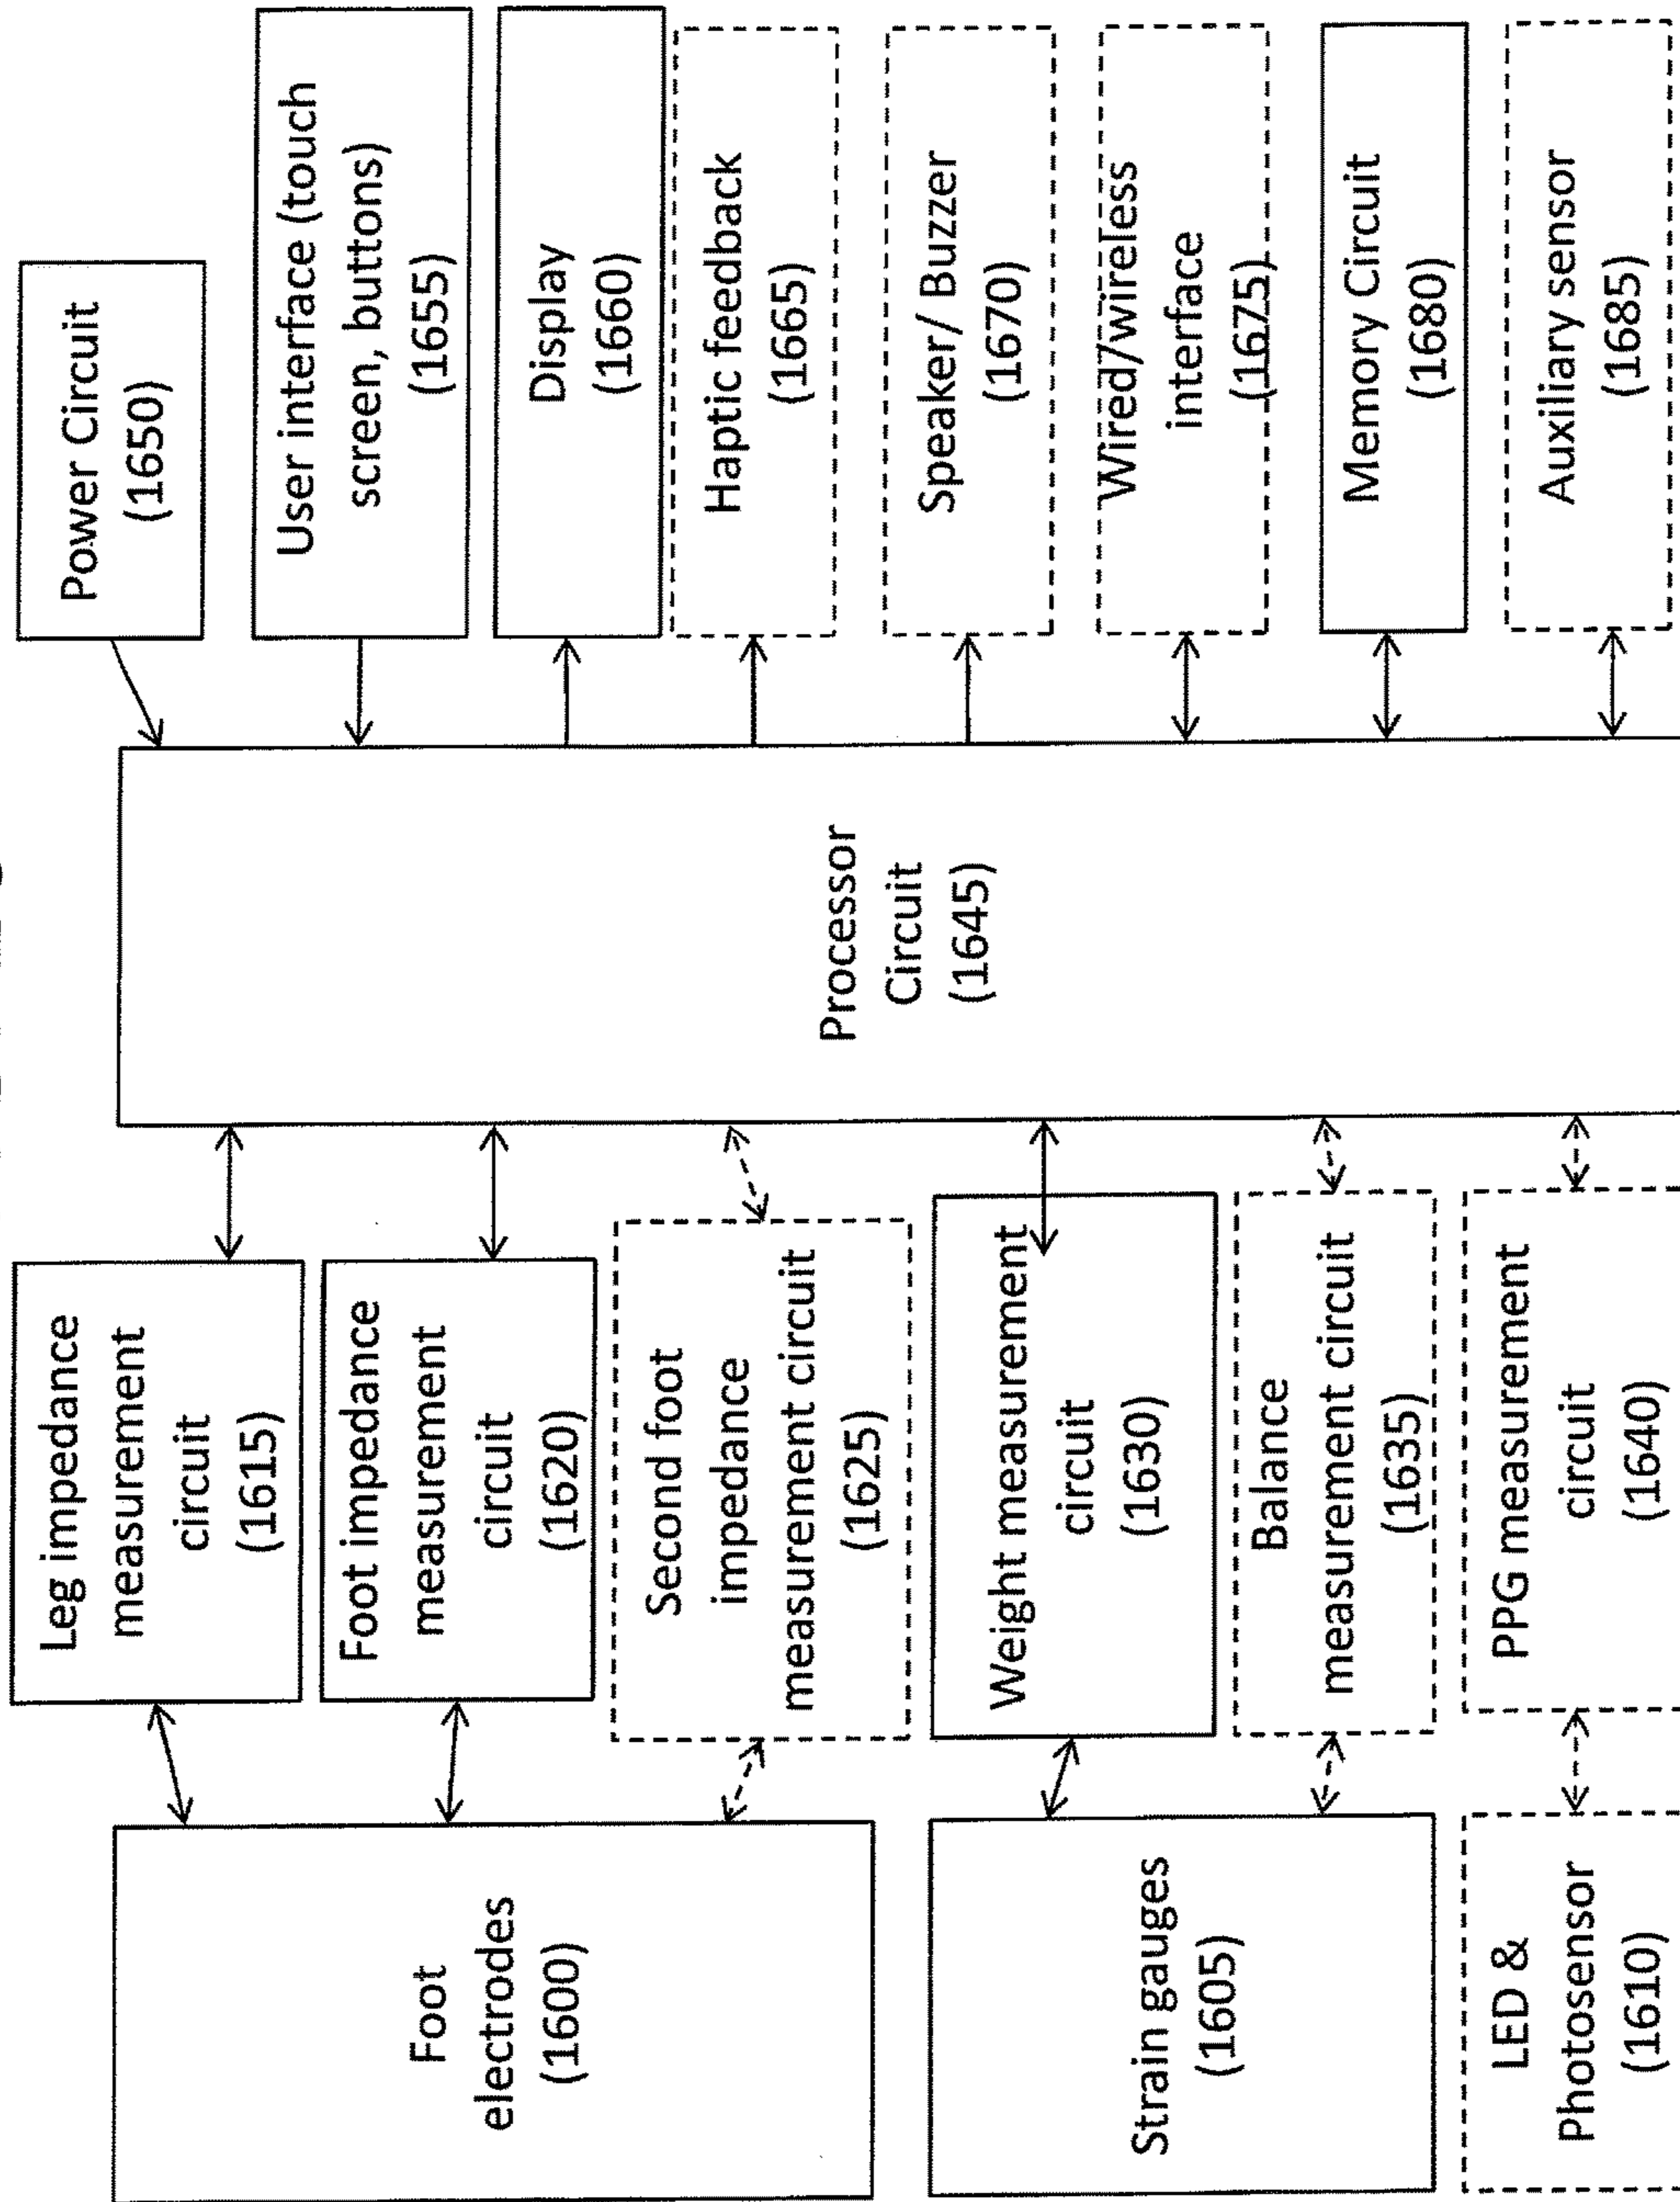 Foot
electrodes
(1600)
Strain gauges
(1605)
LED &
Photosensor
(1610)
Leg impedance
measurement
circuit
(1615)
Foot impedance
measurement
circuit
(1620)
Second foot
impedance
measurement circuit
(1625)
Weight measurement
circuit
(1630)
Balance
measurement circuit
(1635)
PPG measurement
circuit
(1640)
Processor
Circuit
(1645)
Power Circuit
(1650)
User interface (touch
screen, buttons)
(1655)
Display
(1660)
Haptic feedback
(1665)
Speaker/ Buzzer
(1670)
Wired/wireless
interface
(1675)
Memory Circuit
(1680)
Auxiliary sensor
(1685)